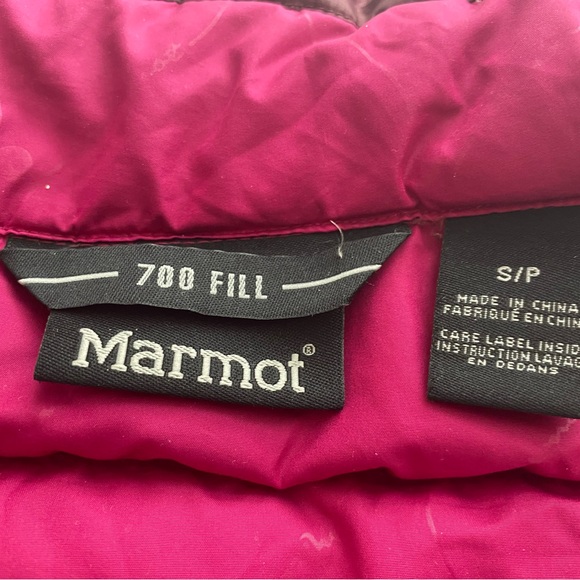 700 FILL
Marmot®
S/P
MADE IN CHINA
FABRIQUÉ EN CHIN
CARE LABEL INSID
INSTRUCTION LAVAG
EN DEDANS